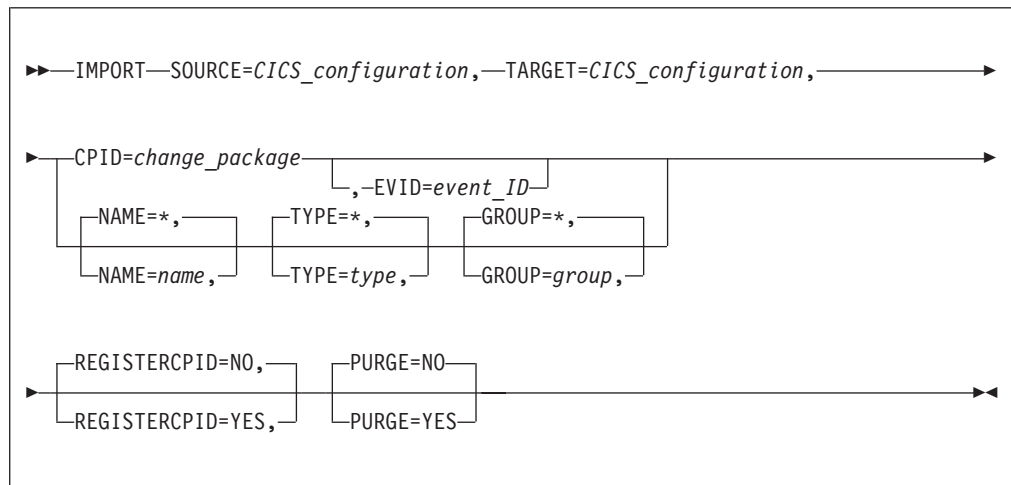 IMPORT SOURCE=CICS_configuration, TARGET=CICS_configuration,
CPID=change_package
, EVID=event_ID
NAME=*, TYPE=*, GROUP=*,
NAME=name, TYPE=type, GROUP=group,
REGISTERCPID=NO, PURGE=NO
REGISTERCPID=YES, PURGE=YES